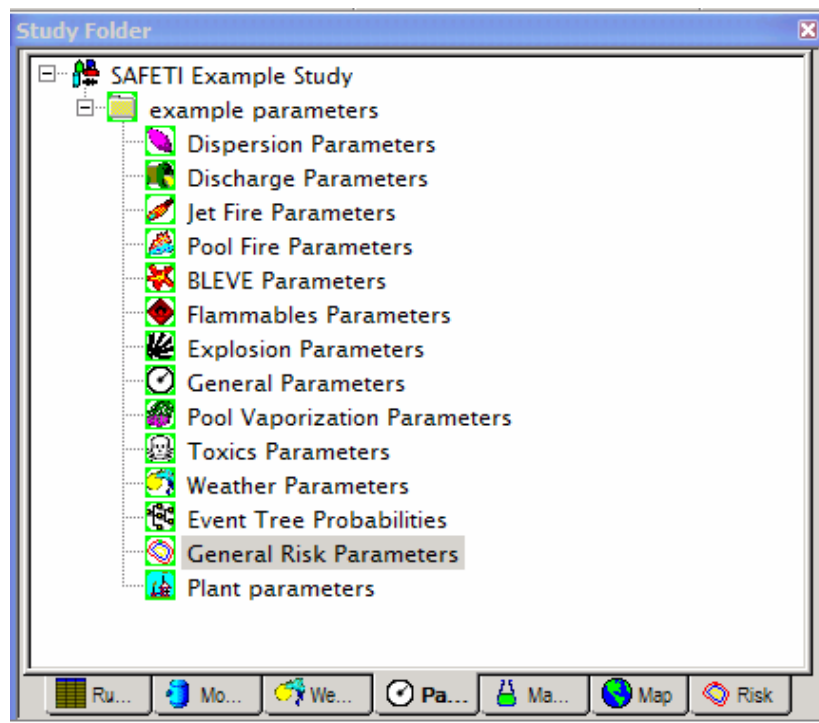 Study Folder
SAFETI Example Study
example parameters
Dispersion Parameters
Discharge Parameters
Jet Fire Parameters
Pool Fire Parameters
BLEVE Parameters
Flammables Parameters
Explosion Parameters
General Parameters
Pool Vaporization Parameters
Toxics Parameters
Weather Parameters
Event Tree Probabilities
General Risk Parameters
Plant parameters
Ru... Mo... We... Pa... Ma... Map Risk